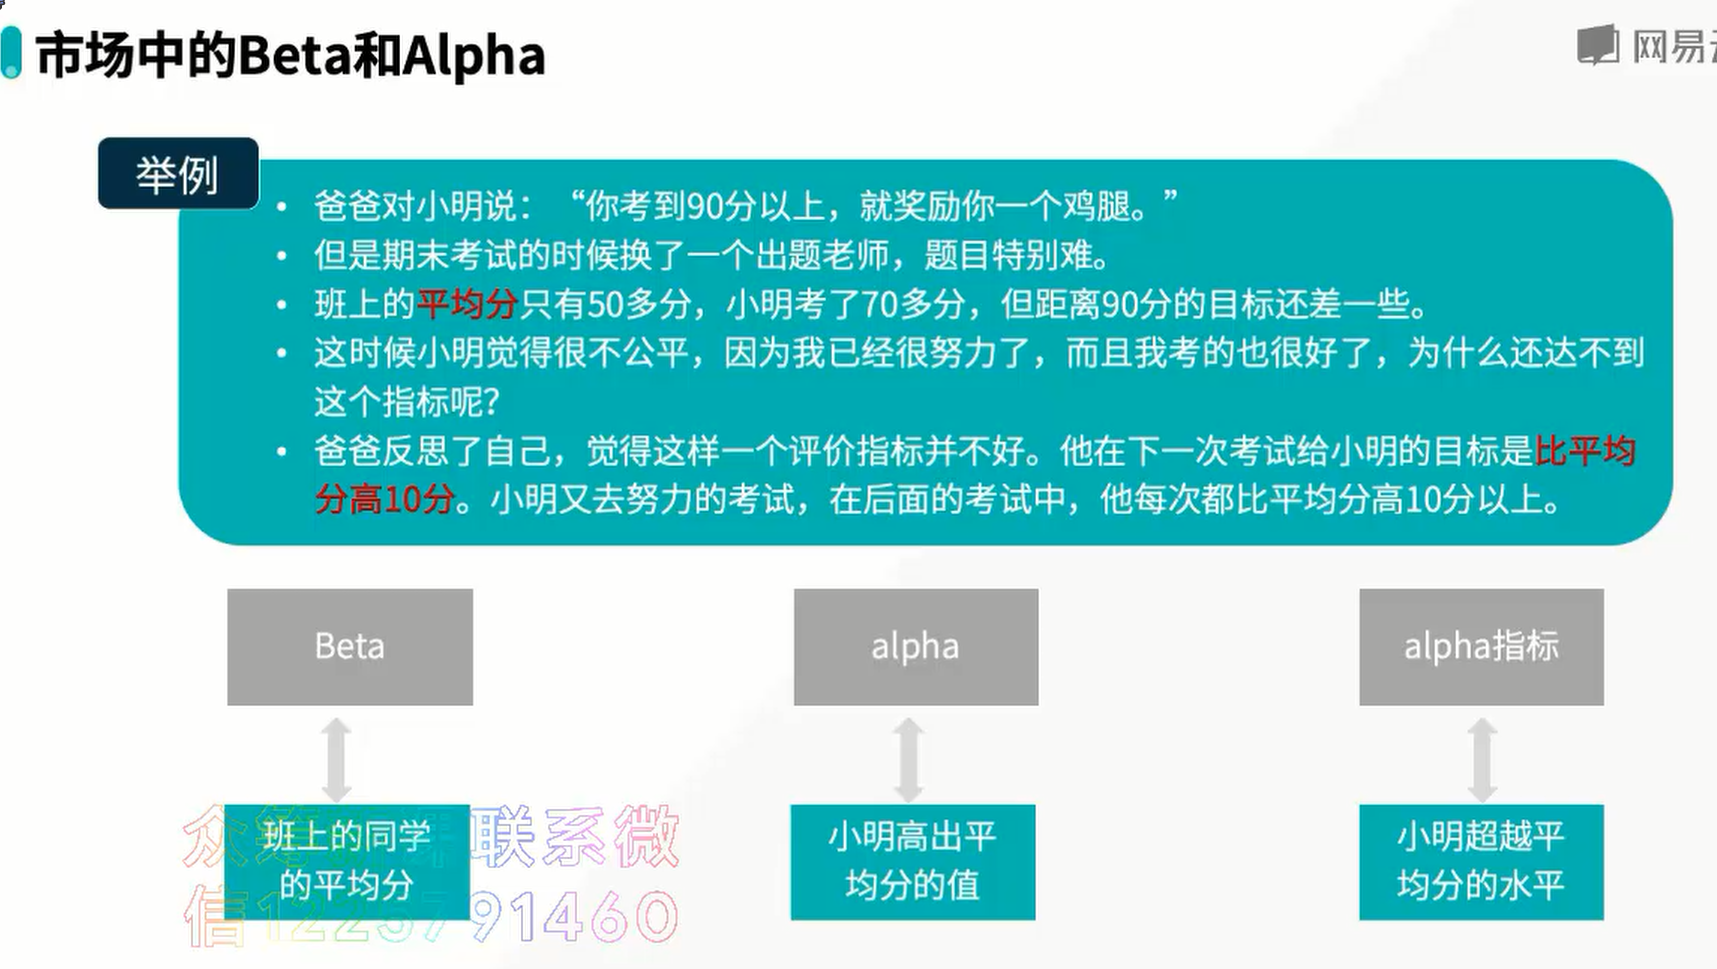 市场中的Beta和Alpha
网易云
举例
• 爸爸对小明说：“你考到90分以上，就奖励你一个鸡腿。”
• 但是期末考试的时候换了一个出题老师，题目特别难。
• 班上的平均分只有50多分，小明考了70多分，但距离90分的目标还差一些。
• 这时候小明觉得很不公平，因为我已经很努力了，而且我考的也很好了，为什么还达不到
这个指标呢？
• 爸爸反思了自己，觉得这样一个评价指标并不好。他在下一次考试给小明的目标是比平均
分高10分。小明又去努力的考试，在后面的考试中，他每次都比平均分高10分以上。
Beta
alpha
alpha指标
班上的同学
的平均分
小明高出平
均分的值
小明超越平
均分的水平
众筹新课联系微
信1225791460